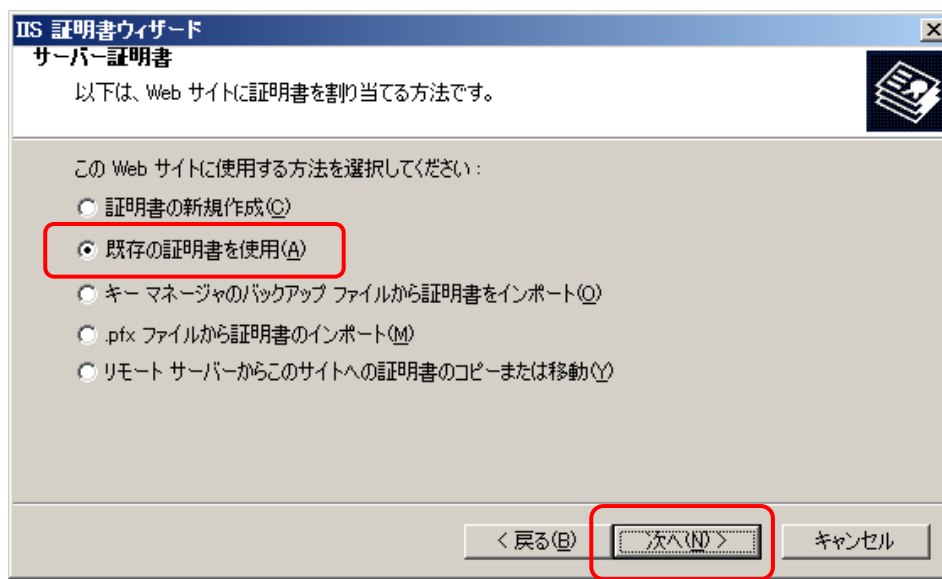 IIS 証明書ウィザード
サーバー証明書
以下は、Web サイトに証明書を割り当てる方法です。
この Web サイトに使用する方法を選択してください:
証明書の新規作成(C)
既存の証明書を使用(A)
キー マネージャのバックアップ ファイルから証明書をインポート(O)
.pfx ファイルから証明書のインポート(M)
リモート サーバーからこのサイトへの証明書のコピーまたは移動(Y)
< 戻る(B) 次へ(N) > キャンセル